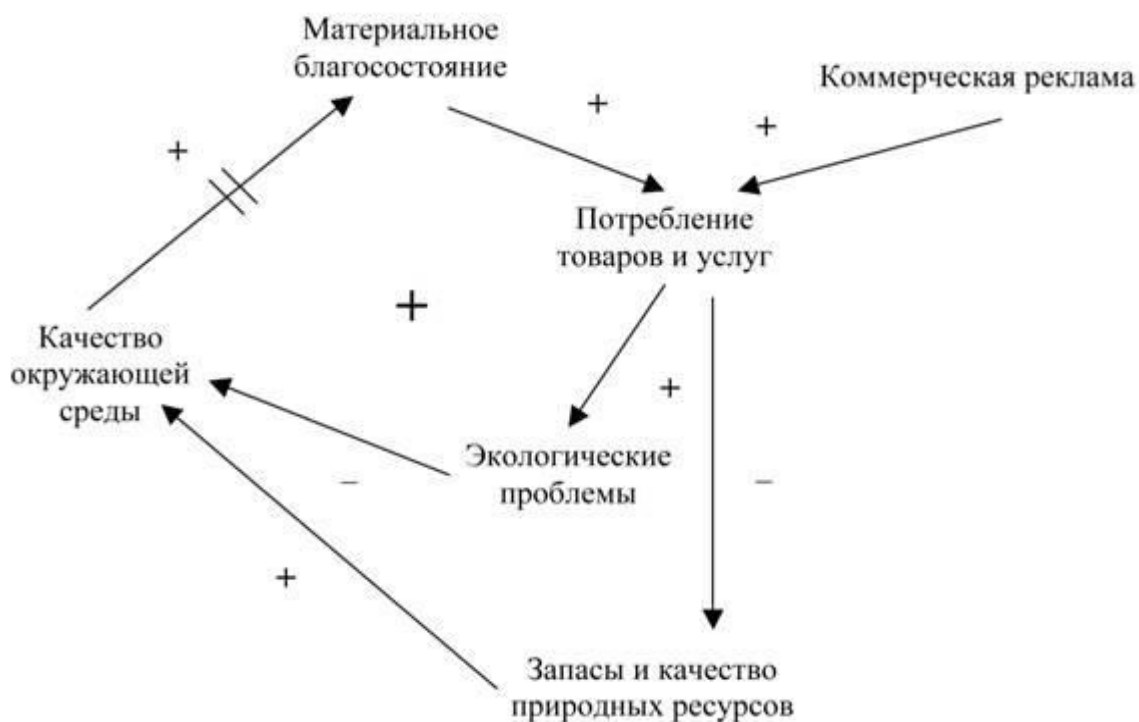 Материальное
благосостояние
Коммерческая реклама
+
+
+
Потребление
товаров и услуг
+
Качество
окружающей
среды
+
Экологические
проблемы
–
–
+
Запасы и качество
природных ресурсов